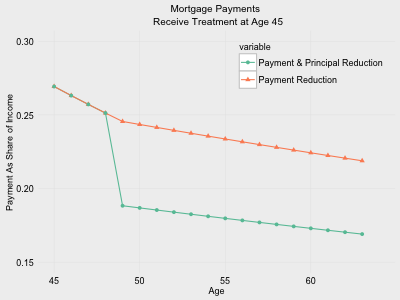 Mortgage Payments
Receive Treatment at Age 45
variable
Payment & Principal Reduction
Payment Reduction
Payment As Share of Income
0.30
0.25
0.20
0.15
45
50
55
60
Age